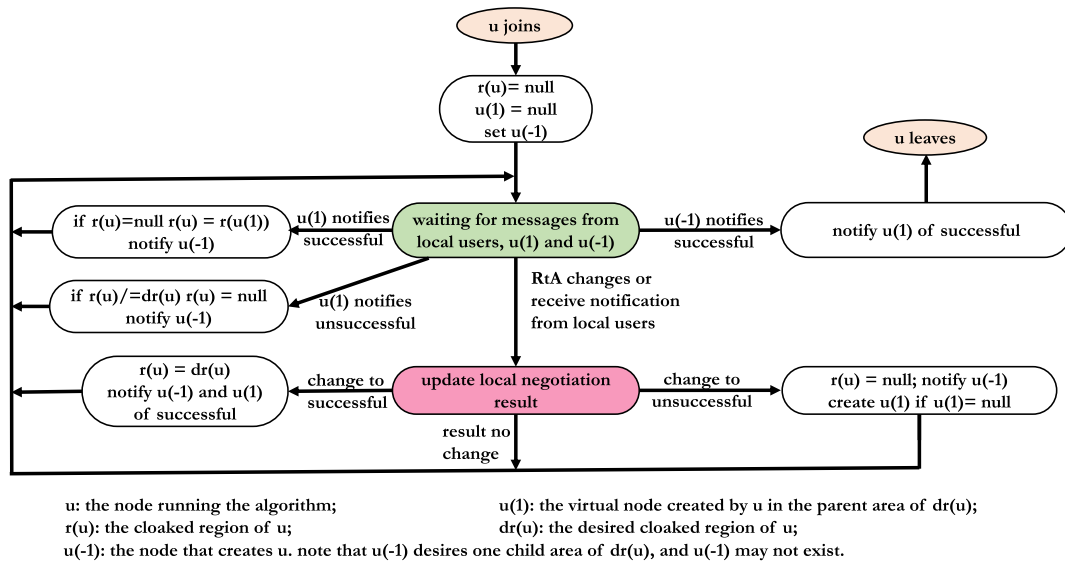 u joins
r(u)= null
u(1) = null
set u(-1)
u leaves
if r(u)=null r(u) = r(u(1))
notify u(-1)
u(1) notifies
successful
waiting for messages from
local users, u(1) and u(-1)
u(-1) notifies
successful
notify u(1) of successful
if r(u)/=dr(u) r(u) = null
notify u(-1)
u(1) notifies
unsuccessful
RtA changes or
receive notification
from local users
r(u) = dr(u)
notify u(-1) and u(1)
of successful
change to
successful
update local negotiation
result
change to
unsuccessful
r(u) = null; notify u(-1)
create u(1) if u(1)= null
result no
change
u: the node running the algorithm;
u(1): the virtual node created by u in the parent area of dr(u);
r(u): the cloaked region of u;
dr(u): the desired cloaked region of u;
u(-1): the node that creates u. note that u(-1) desires one child area of dr(u), and u(-1) may not exist.